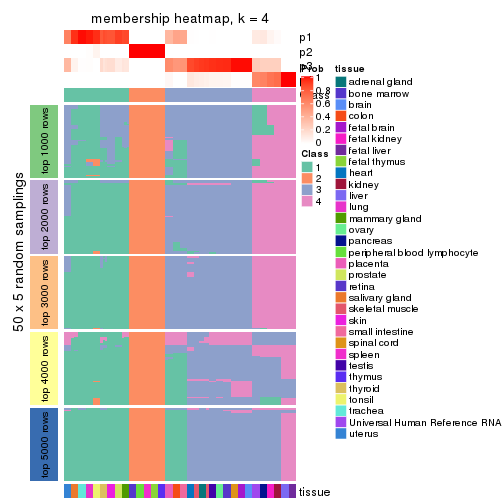 membership heatmap, k = 4
p1
p2
p3
Prob
1
0.8
0.6
0.4
0.2
0
Class
1
2
3
4
50 x 5 random samplings
top 1000 rows
top 2000 rows
top 3000 rows
top 4000 rows
top 5000 rows
tissue
tissue
adrenal gland
bone marrow
brain
colon
fetal brain
fetal kidney
fetal liver
fetal thymus
heart
kidney
liver
lung
mammary gland
ovary
pancreas
peripheral blood lymphocyte
placenta
prostate
retina
salivary gland
skeletal muscle
skin
small intestine
spinal cord
spleen
testis
thymus
thyroid
tonsil
trachea
Universal Human Reference RNA
uterus